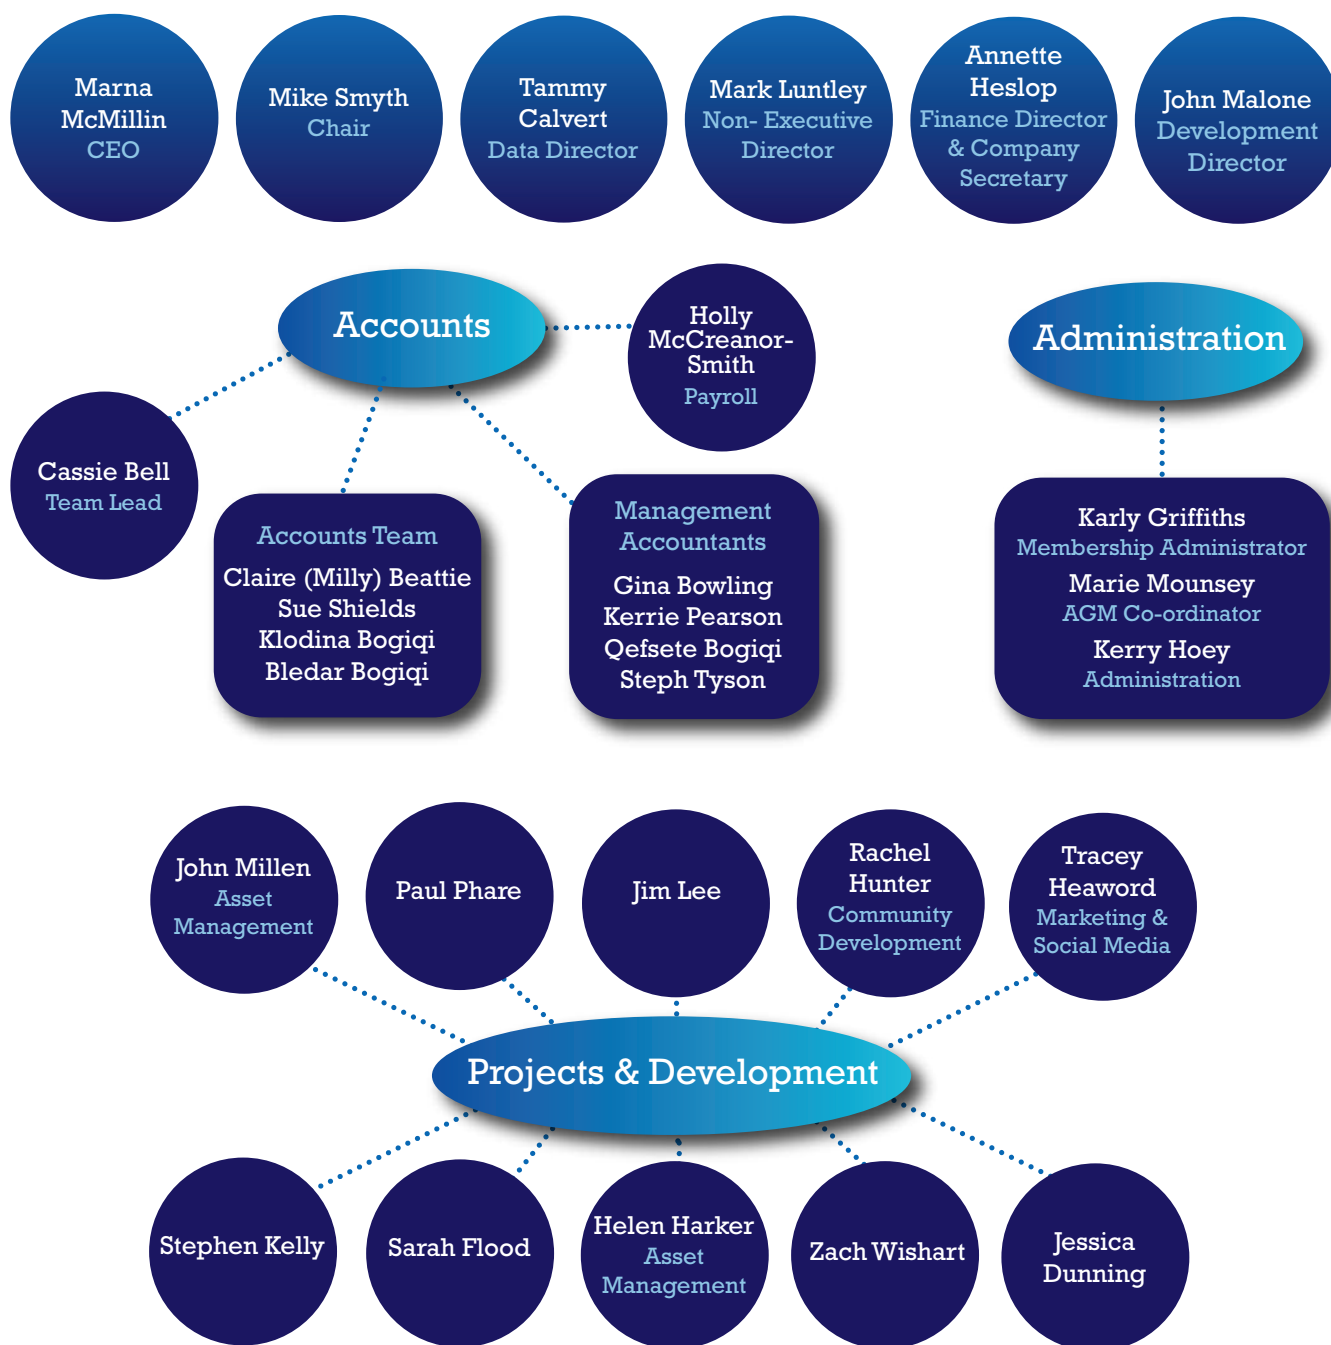 Marna
McMillin
CEO
Mike Smyth
Chair
Tammy
Calvert
Data Director
Mark Luntley
Non- Executive
Director
Annette
Heslop
Finance Director
& Company
Secretary
John Malone
Development
Director
Accounts
Holly
McCreanor-
Smith
Payroll
Administration
Cassie Bell
Team Lead
Accounts Team
Claire (Milly) Beattie
Sue Shields
Klodina Bogiqi
Bledar Bogiqi
Management
Accountants
Gina Bowling
Kerrie Pearson
Qefsete Bogiqi
Steph Tyson
Karly Griffiths
Membership Administrator
Marie Mounsey
AGM Co-ordinator
Kerry Hoey
Administration
John Millen
Asset
Management
Paul Phare
Jim Lee
Rachel
Hunter
Community
Development
Tracey
Heaword
Marketing &
Social Media
Projects & Development
Stephen Kelly
Sarah Flood
Helen Harker
Asset
Management
Zach Wishart
Jessica
Dunning